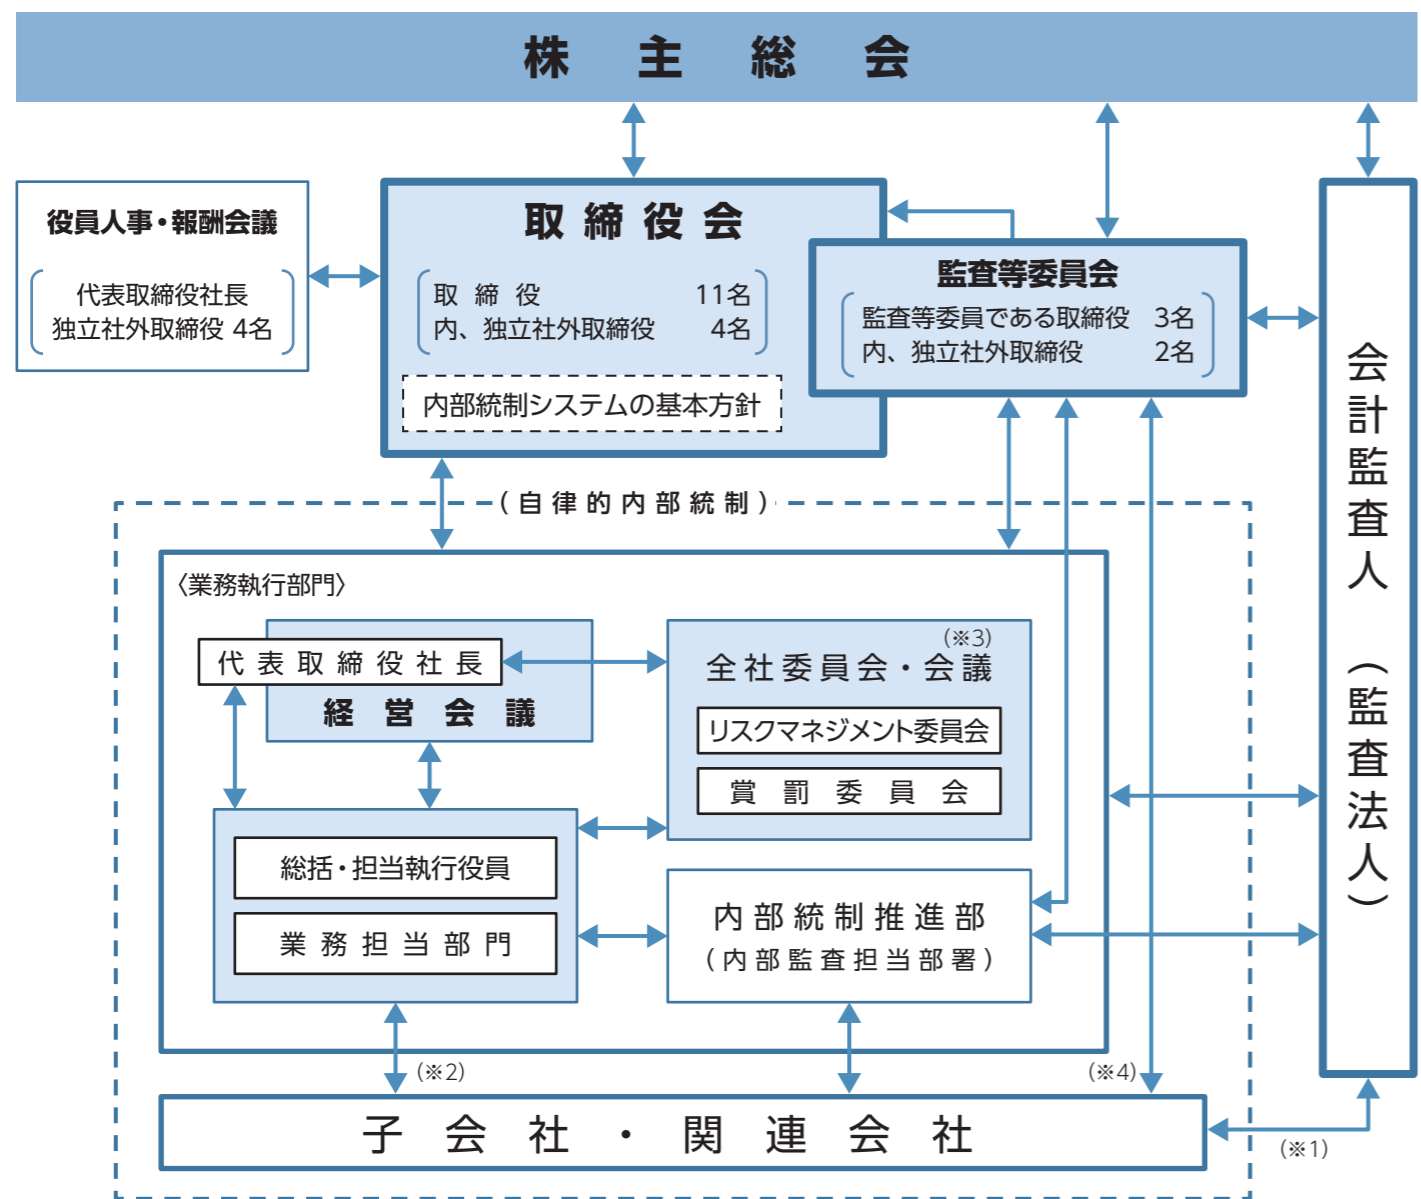 株主総会
役員人事・報酬会議
代表取締役社長
独立社外取締役 4名
取締役会
取締役 11名
内、独立社外取締役 4名
内部統制システムの基本方針
監査等委員会
監査等委員である取締役 3名
内、独立社外取締役 2名
会計監査人（監査法人）
（自律的内部統制）
〈業務執行部門〉
代表取締役社長
経営会議
(※3)
全社委員会・会議
リスクマネジメント委員会
賞罰委員会
総括・担当執行役員
業務担当部門
内部統制推進部
（内部監査担当部署）
(※2)
(※4)
子会社・関連会社
(※1)